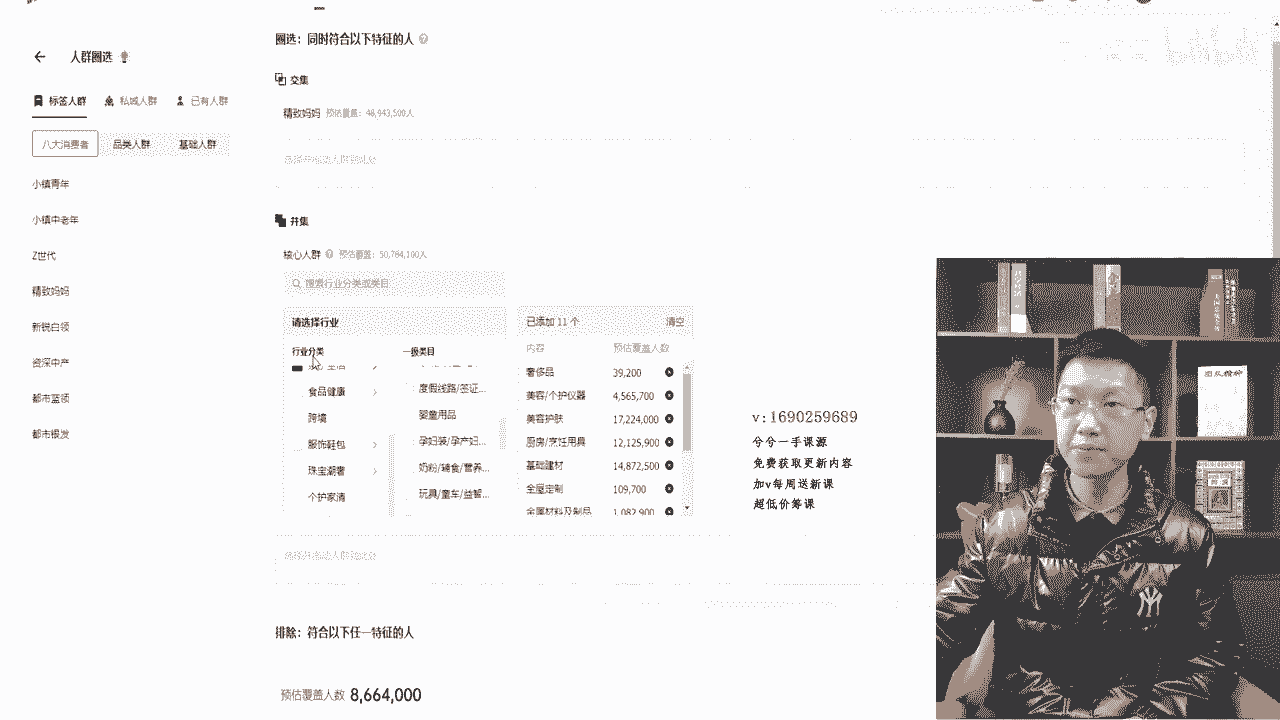 人群圈选
标签人群 私域人群 已有人群
八大消费者 品类人群 基础人群
小镇青年
小镇中老年
Z世代
精致妈妈
新锐白领
资深中产
都市蓝领
都市银发
圈选：同时符合以下特征的人
交集
精致妈妈 预估覆盖：46,443,500人
并集
核心人群 预估覆盖：50,764,100人
搜索行业分类或类目
请选择行业
行业分类 一级类目
食品健康 度假线路/签证...
跨境 婴童用品
服饰鞋包 孕妇装/孕产妇...
珠宝潮奢 奶粉/辅食/营养...
个护家清 玩具/童车/益智...
已添加 11 个 清空
内容 预估覆盖人数
奢侈品 39,200
美容/个护仪器 4,565,700
美容护肤 17,224,000
厨房/烹饪用具 12,125,900
基础建材 14,872,500
全屋定制 109,700
金属材料及制品 1,082,900
排除：符合以下任一特征的人
预估覆盖人数 8,664,000
v:1690259689
兮兮一手课源
免费获取更新内容
加v每周送新课
超低价筹课